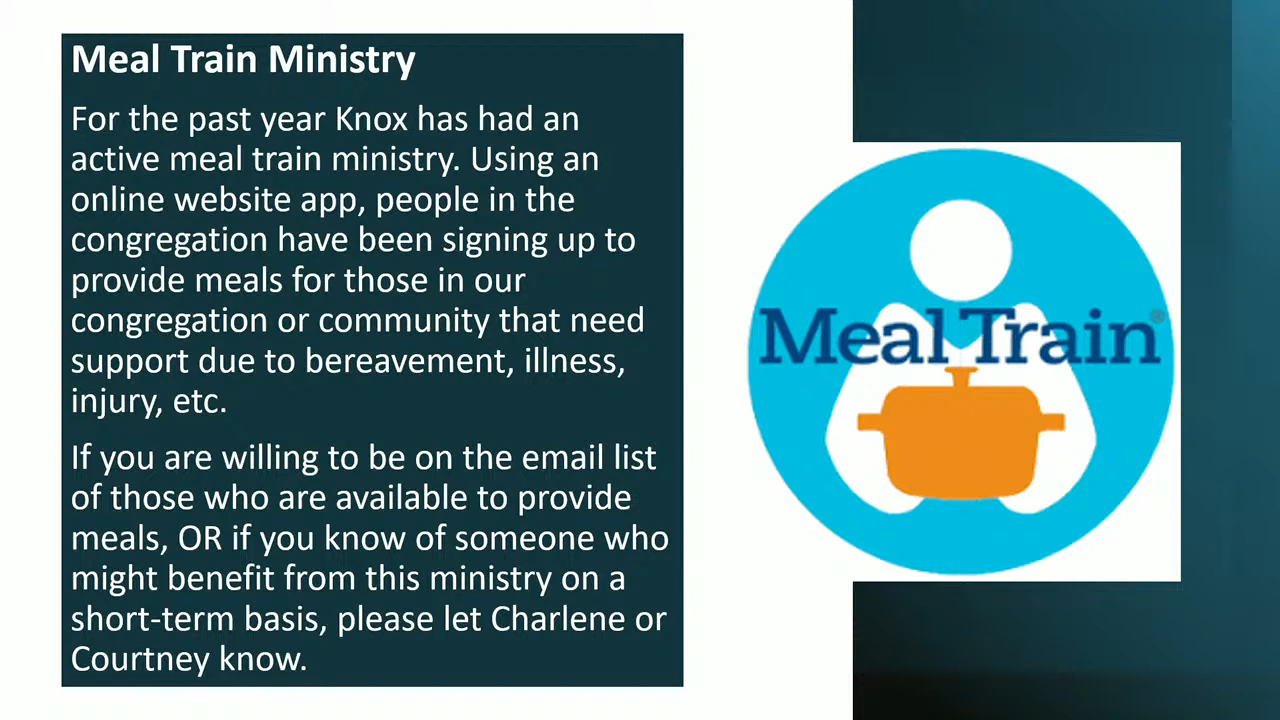 Meal Train Ministry
For the past year Knox has had an
active meal train ministry. Using an
online website app, people in the
congregation have been signing up to
provide meals for those in our
congregation or community that need
support due to bereavement, illness,
injury, etc.
If you are willing to be on the email list
of those who are available to provide
meals, OR if you know of someone who
might benefit from this ministry on a
short-term basis, please let Charlene or
Courtney know.
Meal Train®